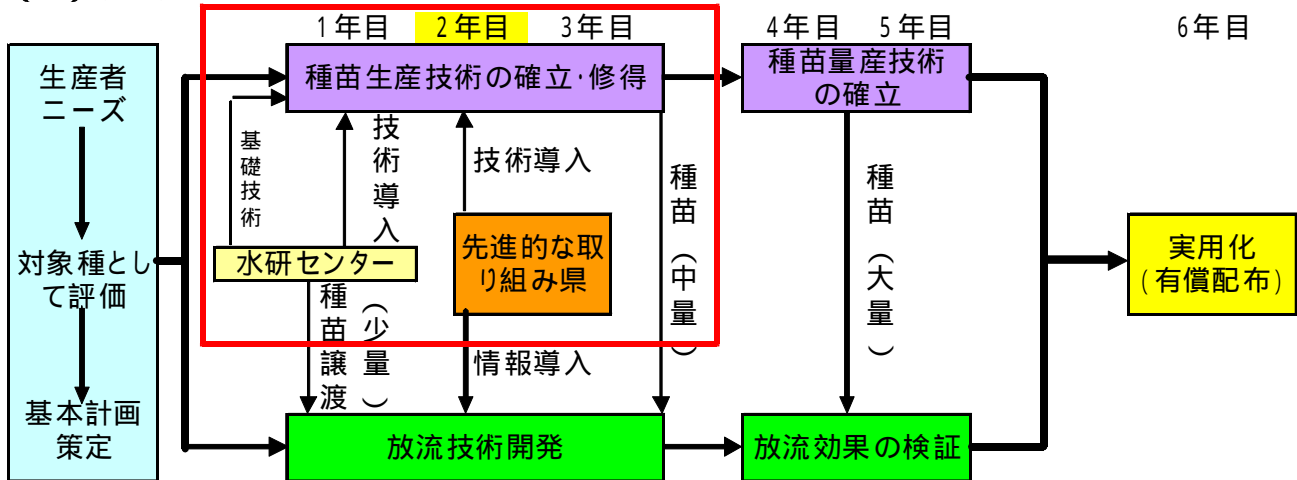 1年目 2年目 3年目 4年目 5年目 6年目
生産者
ニーズ
対象種とし
て評価
基本計画
策定
種苗生産技術の確立・修得
種苗量産技術
の確立
基礎技術
技術導入
技術導入
水研センター
先進的な取
り組み県
種苗譲渡
(少量)
情報導入
種苗(中量)
種苗(大量)
放流技術開発
放流効果の検証
実用化
(有償配布)